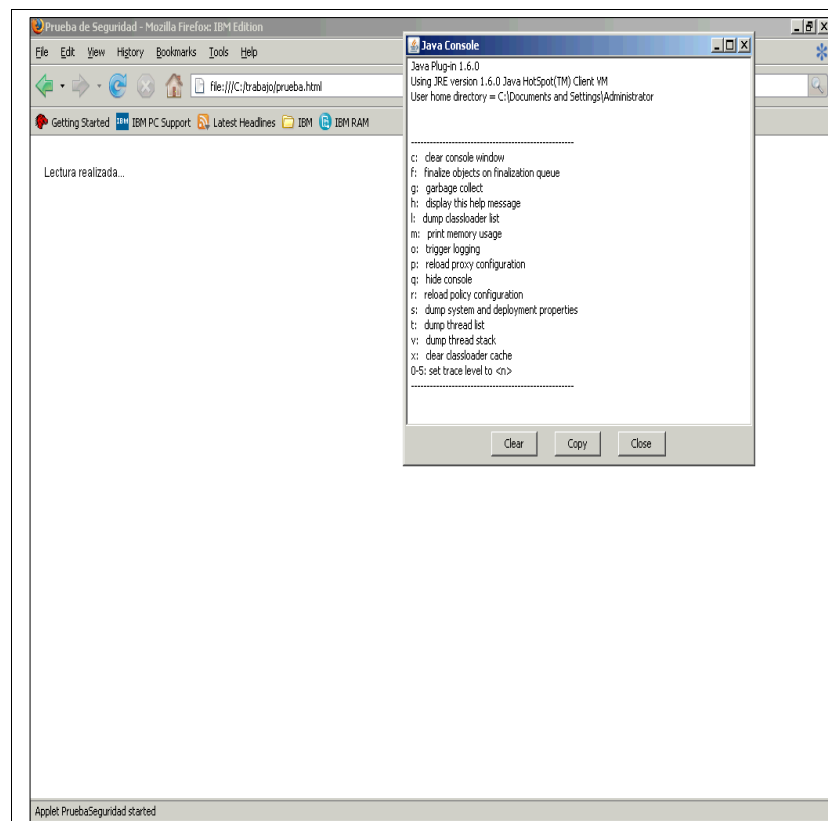 Prueba de Seguridad - Mozilla Firefox: IBM Edition
File Edit View History Bookmarks Tools Help
file:///C:/trabajo/prueba.html
Getting Started IBM IBM PC Support Latest Headlines IBM IBM RAM
Lectura realizada...
Java Console
Java Plug-in 1.6.0
Using JRE version 1.6.0 Java HotSpot(TM) Client VM
User home directory = C:\Documents and Settings\Administrator
----------------------------------------------------
c: clear console window
f: finalize objects on finalization queue
g: garbage collect
h: display this help message
l: dump classloader list
m: print memory usage
o: trigger logging
p: reload proxy configuration
q: hide console
r: reload policy configuration
s: dump system and deployment properties
t: dump thread list
v: dump thread stack
x: clear classloader cache
0-5: set trace level to <n>
----------------------------------------------------
Clear Copy Close
Applet PruebaSeguridad started